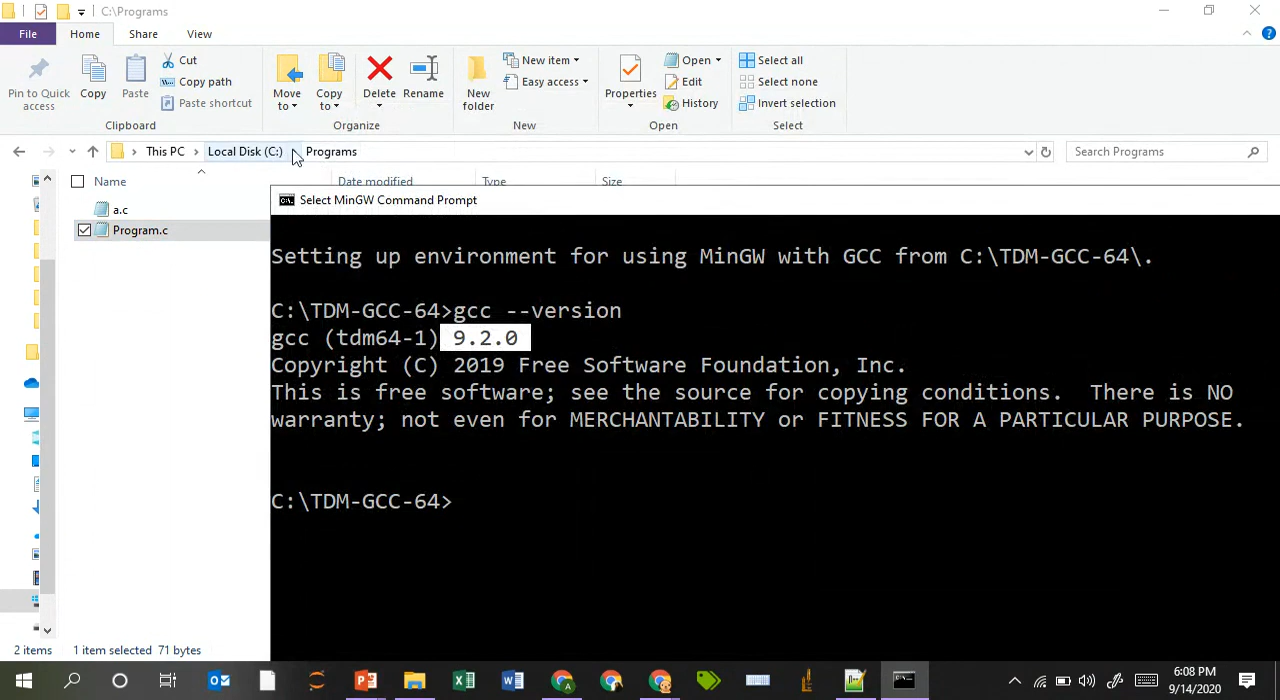 C:\Programs
File Home Share View
Pin to Quick access
Copy
Paste
Cut
Copy path
Paste shortcut
Clipboard
Move to
Copy to
Delete
Rename
Organize
New folder
New item
Easy access
New
Properties
Open
Edit
History
Open
Select all
Select none
Invert selection
Select
This PC Local Disk (C:) Programs
Search Programs
Name Date modified Type Size
a.c
Program.c
Select MinGW Command Prompt
Setting up environment for using MinGW with GCC from C:\TDM-GCC-64\.
C:\TDM-GCC-64>gcc --version
gcc (tdm64-1) 9.2.0
Copyright (C) 2019 Free Software Foundation, Inc.
This is free software; see the source for copying conditions.  There is NO
warranty; not even for MERCHANTABILITY or FITNESS FOR A PARTICULAR PURPOSE.
C:\TDM-GCC-64>
2 items 1 item selected 71 bytes
6:08 PM
9/14/2020